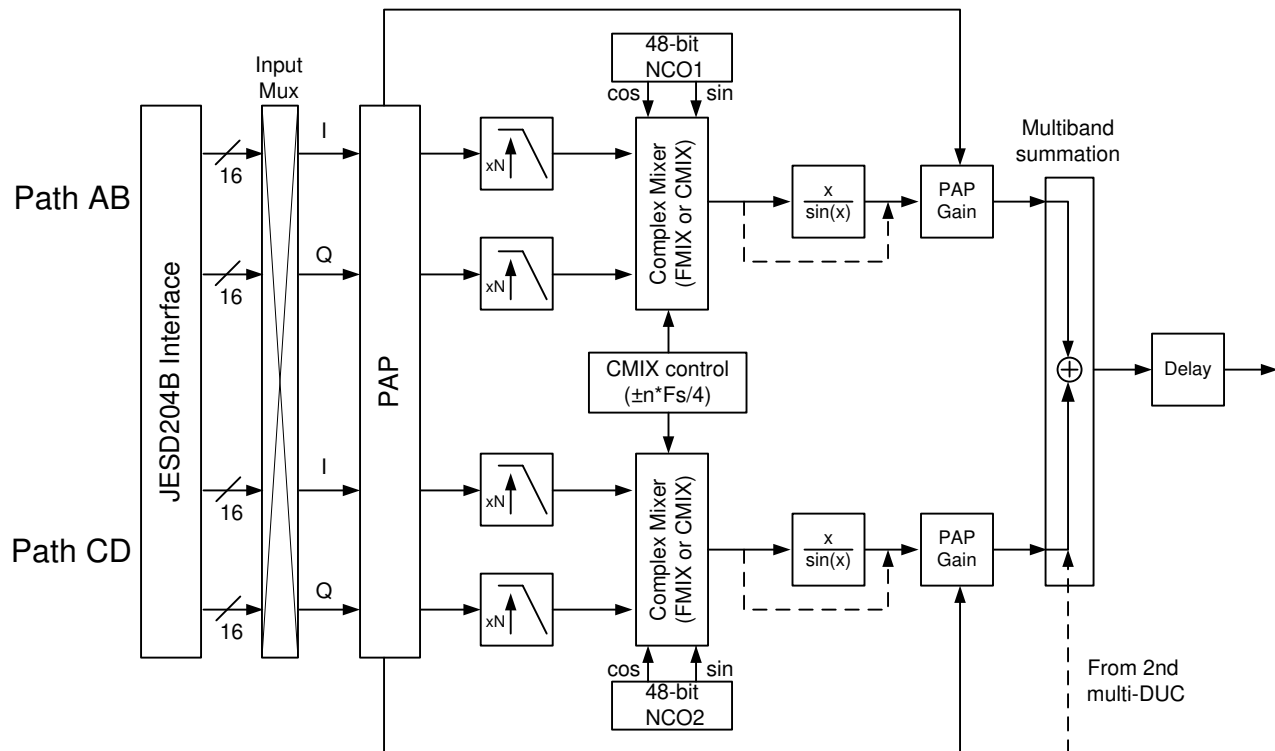 48-bit
NCO1
cos
sin
Input
Mux
Multiband
summation
Path AB
Path CD
JESD204B Interface
16
16
16
16
I
Q
I
Q
PAP
xN
xN
xN
xN
Complex Mixer
(FMIX or CMIX)
CMIX control
(±n*Fs/4)
Complex Mixer
(FMIX or CMIX)
cos
sin
48-bit
NCO2
x
sin(x)
x
sin(x)
PAP
Gain
PAP
Gain
+
Delay
From 2nd
multi-DUC